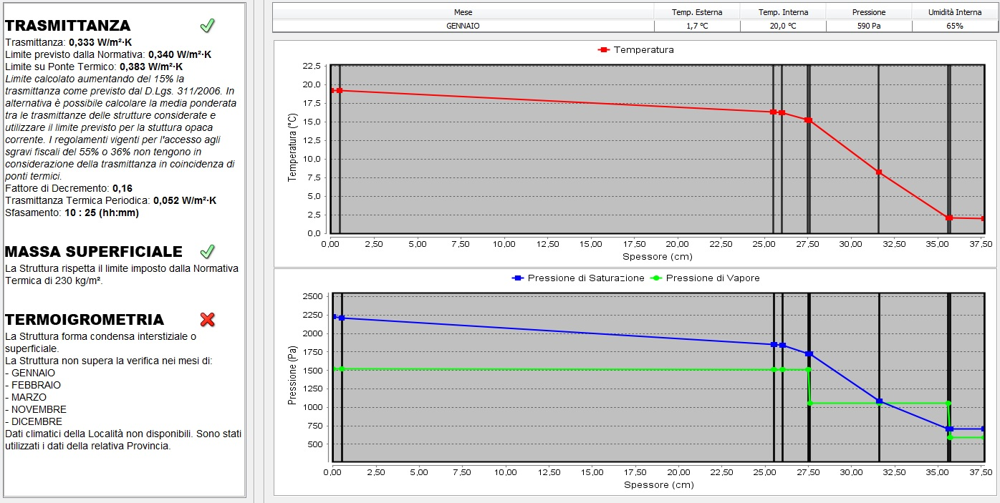 TRASMITTANZA
Trasmittanza: 0,333 W/m²·K
Limite previsto dalla Normativa: 0,340 W/m²·K
Limite su Ponte Termico: 0,383 W/m²·K
Limite calcolato aumentando del 15% la
trasmittanza come previsto dal D.Lgs. 311/2006. In
alternativa è possibile calcolare la media ponderata
tra le trasmittanze delle strutture considerate e
utilizzare il limite previsto per la stuttura opaca
corrente. I regolamenti vigenti per l'accesso agli
sgravi fiscali del 55% o 36% non tengono in
considerazione della trasmittanza in coincidenza di
ponti termici.
Fattore di Decremento: 0,16
Trasmittanza Termica Periodica: 0,052 W/m²·K
Sfasamento: 10 : 25 (hh:mm)
MASSA SUPERFICIALE
La Struttura rispetta il limite imposto dalla Normativa
Termica di 230 kg/m².
TERMOIGROMETRIA
La Struttura forma condensa interstiziale o
superficiale.
La Struttura non supera la verifica nei mesi di:
- GENNAIO
- FEBBRAIO
- MARZO
- NOVEMBRE
- DICEMBRE
Dati climatici della Località non disponibili. Sono stati
utilizzati i dati della relativa Provincia.
Mese Temp. Esterna Temp. Interna Pressione Umidità Interna
GENNAIO 1,7 °C 20,0 °C 590 Pa 65%
Temperatura
Temperatura (°C)
22,5
20,0
17,5
15,0
12,5
10,0
7,5
5,0
2,5
0,0
0,00 2,50 5,00 7,50 10,00 12,50 15,00 17,50 20,00 22,50 25,00 27,50 30,00 32,50 35,00 37,50
Spessore (cm)
Pressione di Saturazione Pressione di Vapore
Pressione (Pa)
2500
2250
2000
1750
1500
1250
1000
750
500
0,00 2,50 5,00 7,50 10,00 12,50 15,00 17,50 20,00 22,50 25,00 27,50 30,00 32,50 35,00 37,50
Spessore (cm)